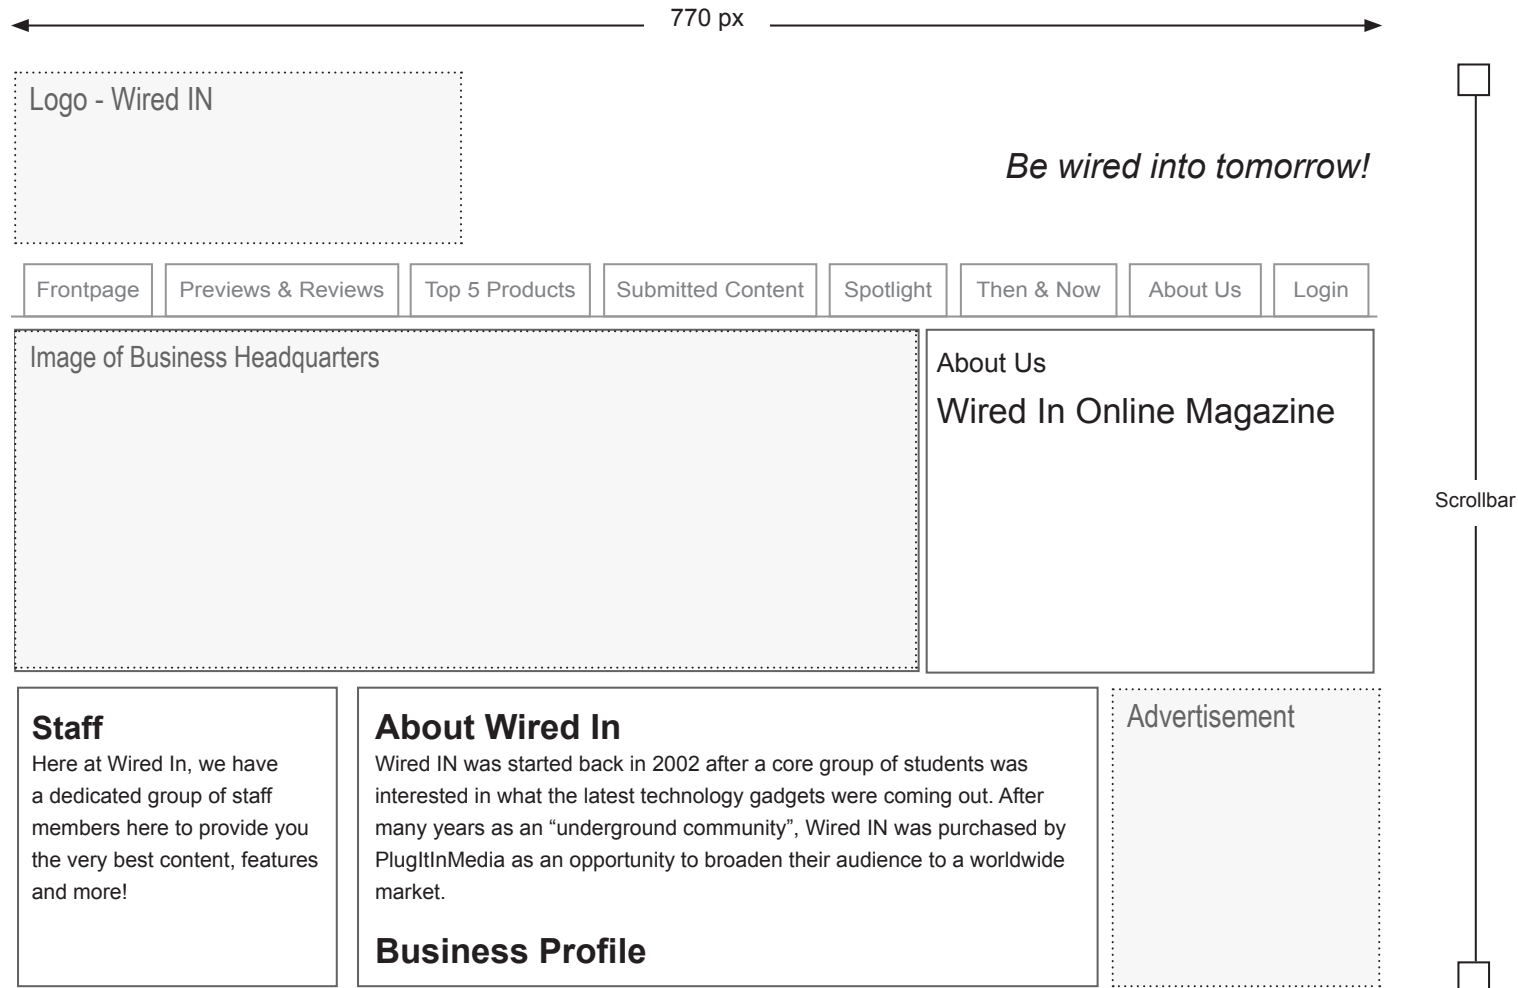 770 px
Logo - Wired IN
Be wired into tomorrow!
Frontpage
Previews & Reviews
Top 5 Products
Submitted Content
Spotlight
Then & Now
About Us
Login
Image of Business Headquarters
About Us
Wired In Online Magazine
Scrollbar
Staff
Here at Wired In, we have
a dedicated group of staff
members here to provide you
the very best content, features
and more!
About Wired In
Wired IN was started back in 2002 after a core group of students was
interested in what the latest technology gadgets were coming out. After
many years as an “underground community”, Wired IN was purchased by
PlugItInMedia as an opportunity to broaden their audience to a worldwide
market.
Business Profile
Advertisement